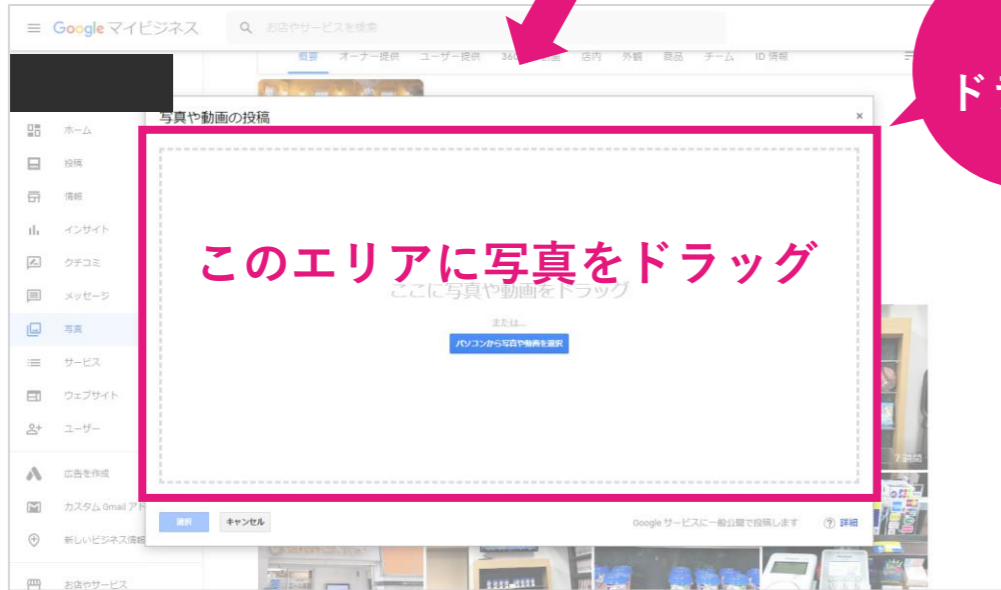 Google マイビジネス
お店やサービスを検索
概要 オーナー提供 ユーザー提供 360 店内 外観 商品 チーム ID 情報
ド
写真や動画の投稿
×
ホーム
投稿
情報
インサイト
クチコミ
メッセージ
写真
サービス
ウェブサイト
ユーザー
広告を作成
カスタム Gmail アド
新しいビジネス情報
お店やサービス
このエリアに写真をドラッグ
ここに写真や動画をドラッグ
または...
パソコンから写真や動画を選択
選択 キャンセル
Google サービスに一般公開で投稿します
? 詳細